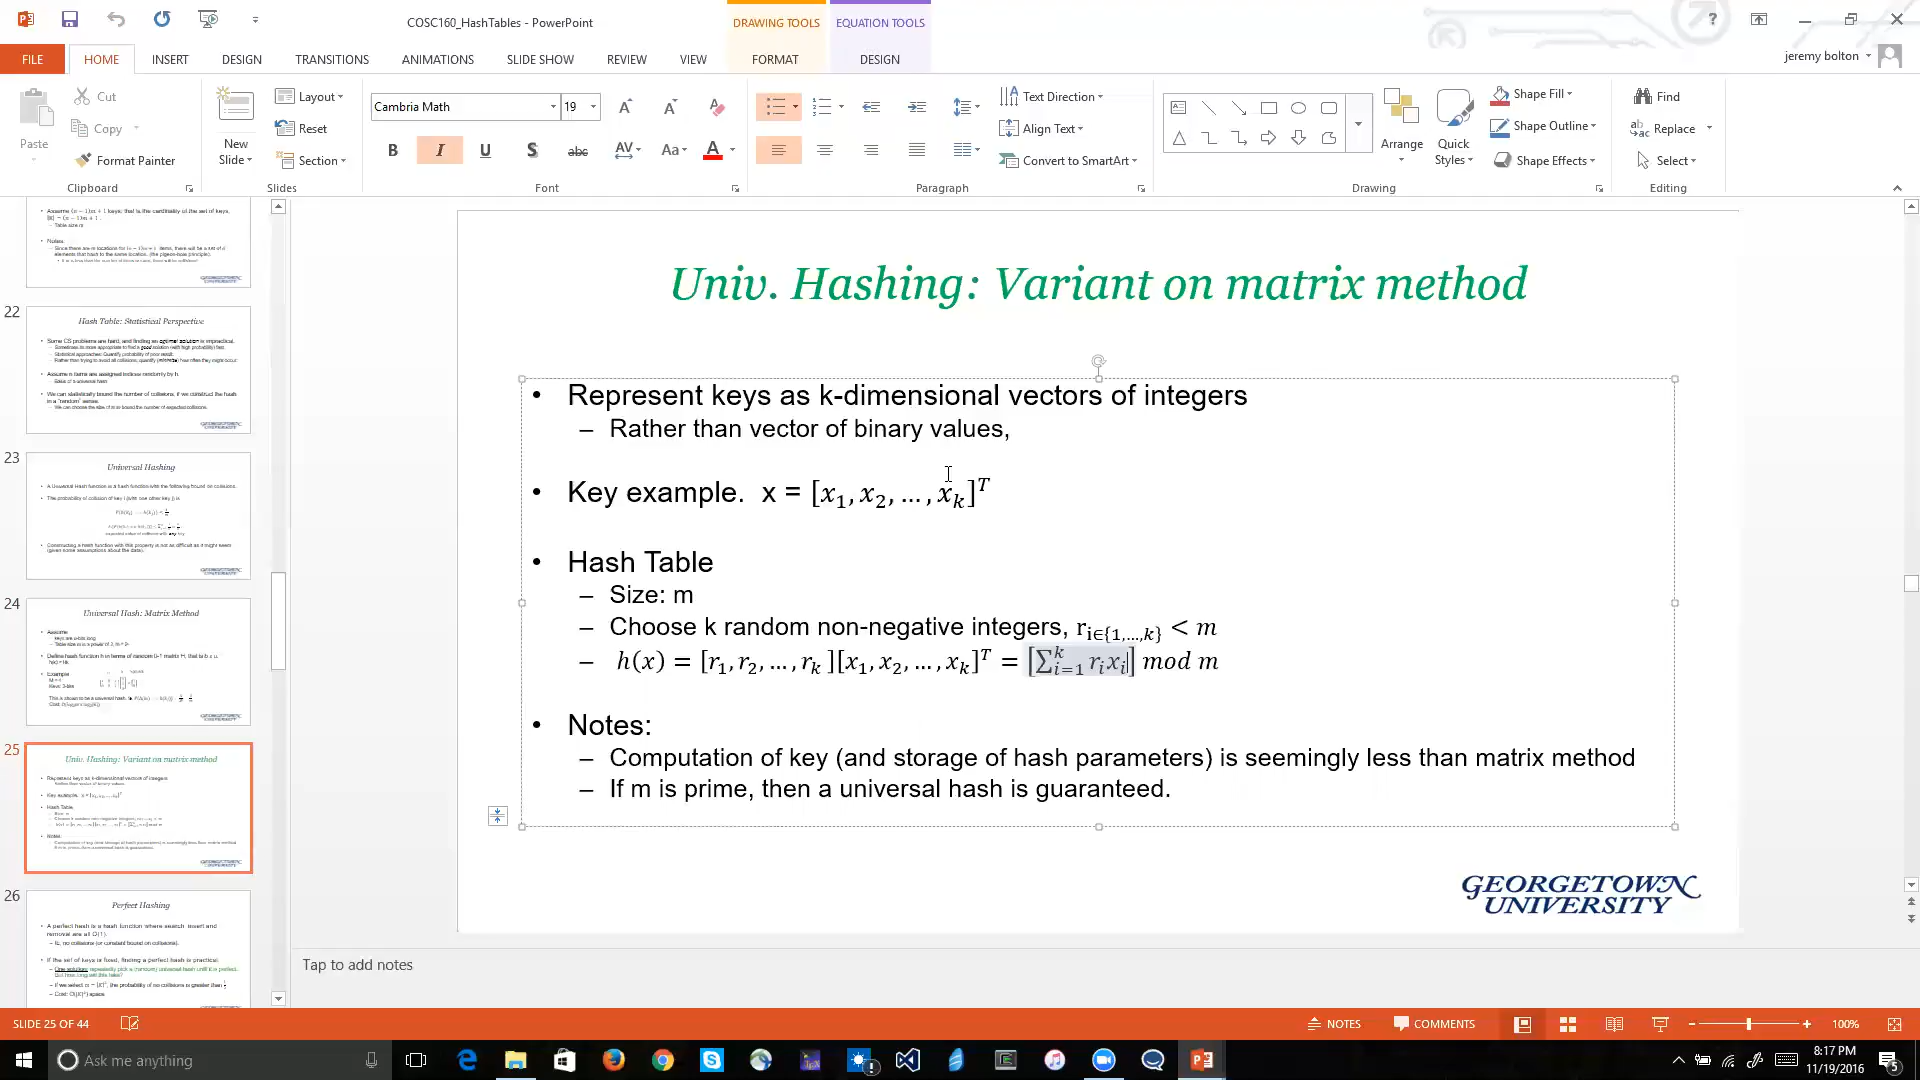 COSC160_HashTables - PowerPoint
DRAWING TOOLS
EQUATION TOOLS
FILE
HOME
INSERT
DESIGN
TRANSITIONS
ANIMATIONS
SLIDE SHOW
REVIEW
VIEW
FORMAT
DESIGN
jeremy bolton
Paste
Cut
Copy
Format Painter
Clipboard
New
Slide
Layout
Reset
Section
Slides
Cambria Math
19
B I U S abc AV Aa A
Font
Text Direction
Align Text
Convert to SmartArt
Paragraph
Arrange
Quick
Styles
Shape Fill
Shape Outline
Shape Effects
Drawing
Find
Replace
Select
Editing
22
Hash Table: Statistical Perspective
23
Universal Hashing
24
Universal Hash: Matrix Method
25
Univ. Hashing: Variant on matrix method
26
Perfect Hashing
Univ. Hashing: Variant on matrix method
• Represent keys as k-dimensional vectors of integers
– Rather than vector of binary values,
• Key example. x = [x₁, x₂, … , xₖ]ᵀ
• Hash Table
– Size: m
– Choose k random non-negative integers, r_{i∈{1,…,k}} < m
– h(x) = [r₁, r₂, … , rₖ ][x₁, x₂, … , xₖ]ᵀ = [∑_{i=1}^{k} rᵢxᵢ] mod m
• Notes:
– Computation of key (and storage of hash parameters) is seemingly less than matrix method
– If m is prime, then a universal hash is guaranteed.
GEORGETOWN
UNIVERSITY
Tap to add notes
SLIDE 25 OF 44
NOTES
COMMENTS
100%
Ask me anything
8:17 PM
11/19/2016
5